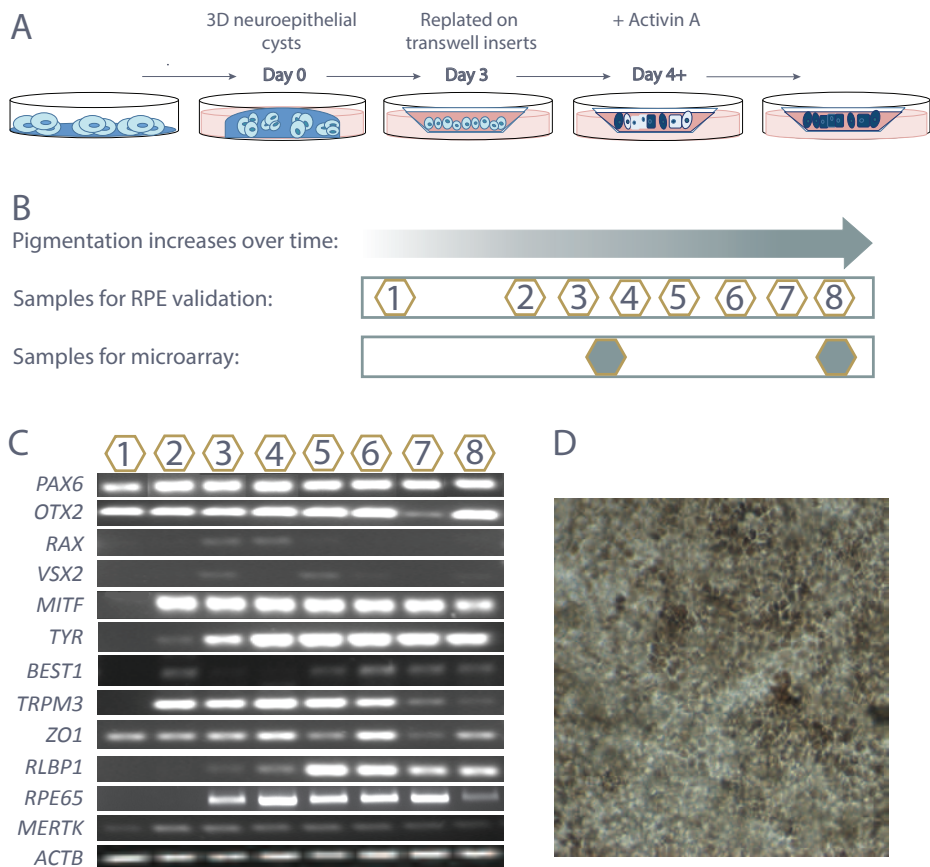 A
3D neuroepithelial
cysts
Replated on
transwell inserts
+ Activin A
Day 0
Day 3
Day 4+
B
Pigmentation increases over time:
Samples for RPE validation:
1 2 3 4 5 6 7 8
Samples for microarray:
C
1 2 3 4 5 6 7 8
PAX6
OTX2
RAX
VSX2
MITF
TYR
BEST1
TRPM3
ZO1
RLBP1
RPE65
MERTK
ACTB
D